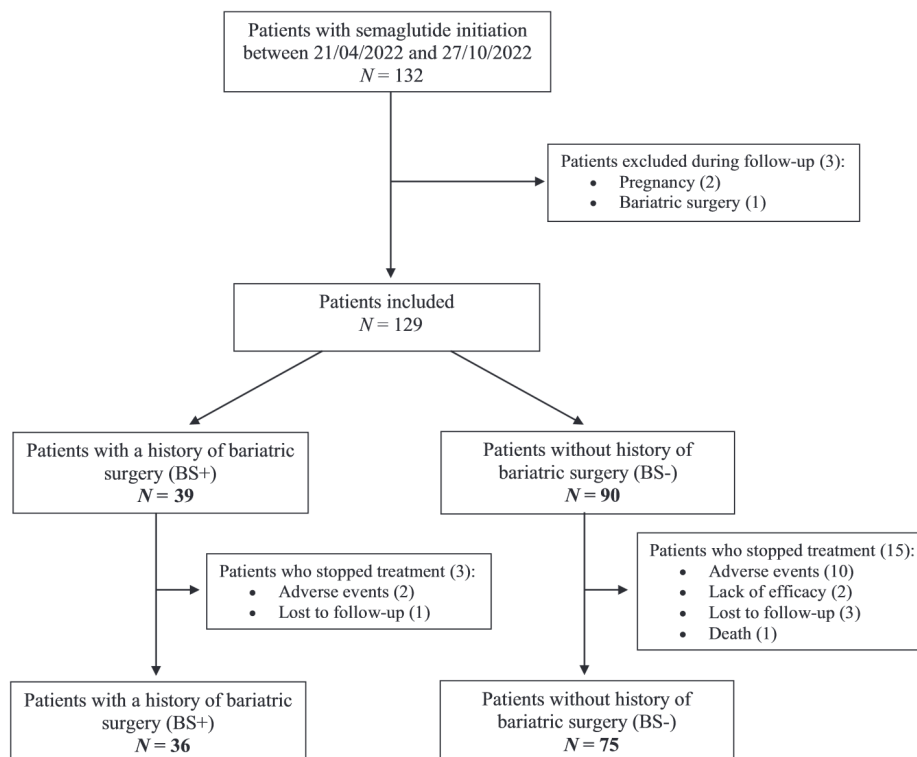 Patients with semaglutide initiation
between 21/04/2022 and 27/10/2022
N = 132
Patients excluded during follow-up (3):
• Pregnancy (2)
• Bariatric surgery (1)
Patients included
N = 129
Patients with a history of bariatric
surgery (BS+)
N = 39
Patients without history of
bariatric surgery (BS-)
N = 90
Patients who stopped treatment (3):
• Adverse events (2)
• Lost to follow-up (1)
Patients who stopped treatment (15):
• Adverse events (10)
• Lack of efficacy (2)
• Lost to follow-up (3)
• Death (1)
Patients with a history of bariatric
surgery (BS+)
N = 36
Patients without history of
bariatric surgery (BS-)
N = 75